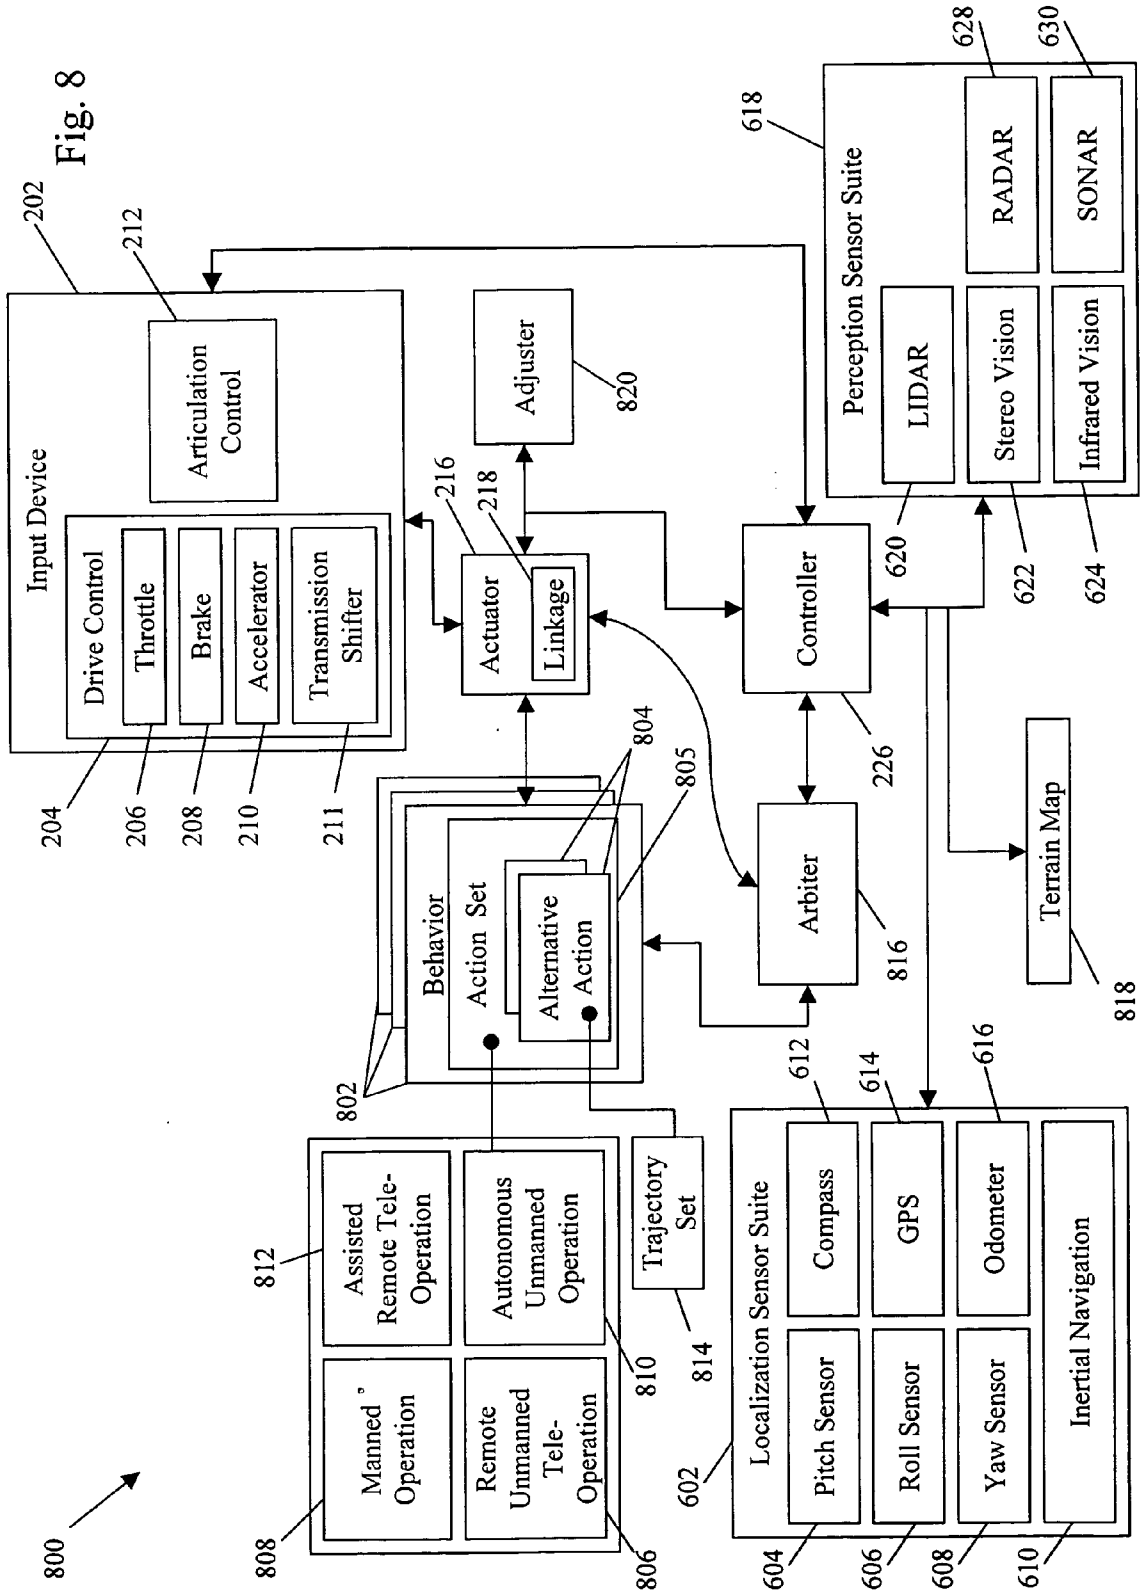 Fig. 8
800
812
808
Assisted
Remote Tele-
Operation
Manned
Operation
Autonomous
Unmanned
Operation
Remote
Unmanned
Tele-
Operation
810
806
Trajectory
Set
814
802
Behavior
Action Set
Alternative
Action
804
805
202
Input Device
212
Articulation
Control
Drive Control
Throttle
Brake
Accelerator
Transmission
Shifter
204
206
208
210
211
216
218
Actuator
Linkage
Adjuster
820
Controller
226
Arbiter
816
Terrain Map
818
602
Localization Sensor Suite
612
614
616
Pitch Sensor
Compass
Roll Sensor
GPS
Yaw Sensor
Odometer
Inertial Navigation
604
606
608
610
618
628
630
Perception Sensor Suite
LIDAR
Stereo Vision
RADAR
Infrared Vision
SONAR
620
622
624